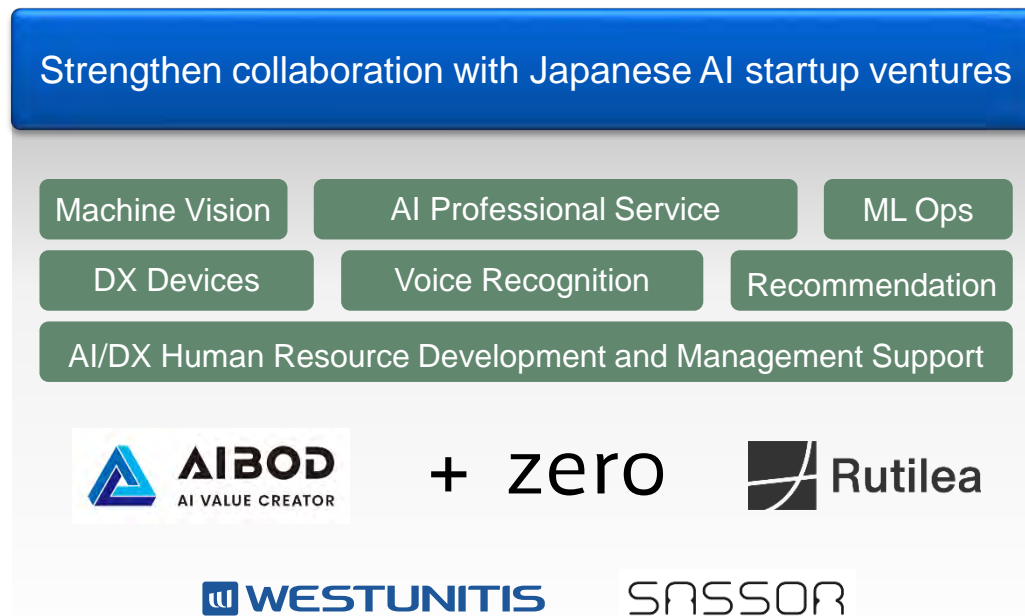 Strengthen collaboration with Japanese AI startup ventures
Machine Vision
AI Professional Service
ML Ops
DX Devices
Voice Recognition
Recommendation
AI/DX Human Resource Development and Management Support
AIBOD
AI VALUE CREATOR
+ zero
Rutilea
WESTUNITIS
SASSOR